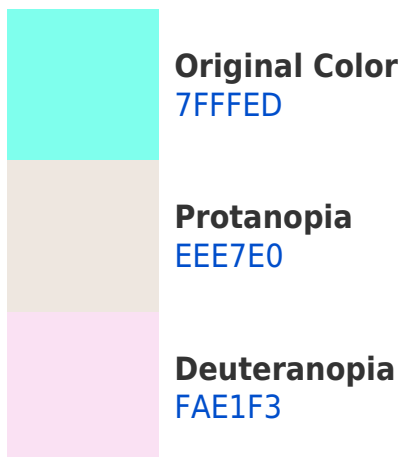 Original Color
7FFFED
Protanopia
EEE7E0
Deuteranopia
FAE1F3